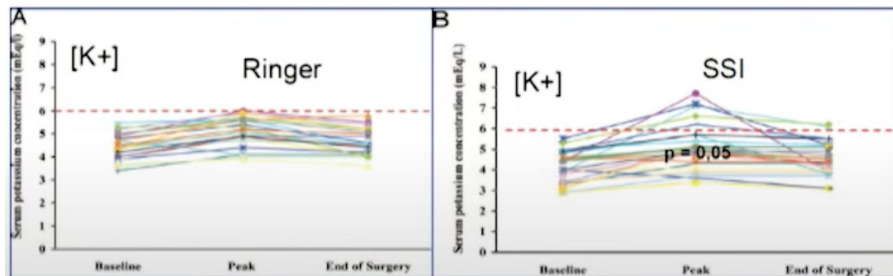 A
Serum potassium concentration (mEq/l)
9
8
7
6
5
4
3
2
1
0
[K+]
Ringer
Baseline
Peak
End of Surgery
B
Serum potassium concentration (mEq/L)
9
8
7
6
5
4
3
2
1
0
[K+]
SSI
p = 0,05
Baseline
Peak
End of Surgery